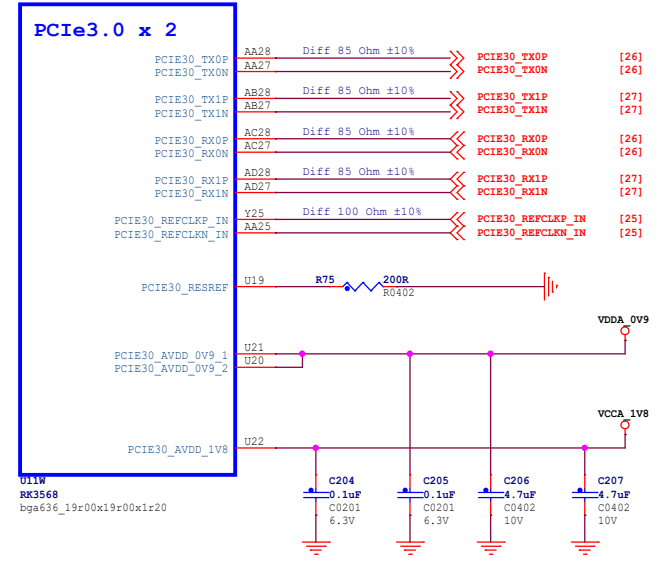 PCIe3.0 x 2
PCIE30_TX0P AA28 Diff 85 Ohm ±10% PCIE30_TX0P [26]
PCIE30_TX0N AA27 PCIE30_TX0N [26]
PCIE30_TX1P AB28 Diff 85 Ohm ±10% PCIE30_TX1P [27]
PCIE30_TX1N AB27 PCIE30_TX1N [27]
PCIE30_RX0P AC28 Diff 85 Ohm ±10% PCIE30_RX0P [26]
PCIE30_RX0N AC27 PCIE30_RX0N [26]
PCIE30_RX1P AD28 Diff 85 Ohm ±10% PCIE30_RX1P [27]
PCIE30_RX1N AD27 PCIE30_RX1N [27]
PCIE30_REFCLKP_IN Y25 Diff 100 Ohm ±10% PCIE30_REFCLKP_IN [25]
PCIE30_REFCLKN_IN AA25 PCIE30_REFCLKN_IN [25]
PCIE30_RESREF U19 R75 200R
R0402
VDDA_0V9
PCIE30_AVDD_0V9_1 U21
PCIE30_AVDD_0V9_2 U20
VCCA_1V8
PCIE30_AVDD_1V8 U22
U11W C204 C205 C206 C207
RK3568 0.1uF 0.1uF 4.7uF 4.7uF
bga636_19r00x19r00x1r20 C0201 C0201 C0402 C0402
6.3V 6.3V 10V 10V